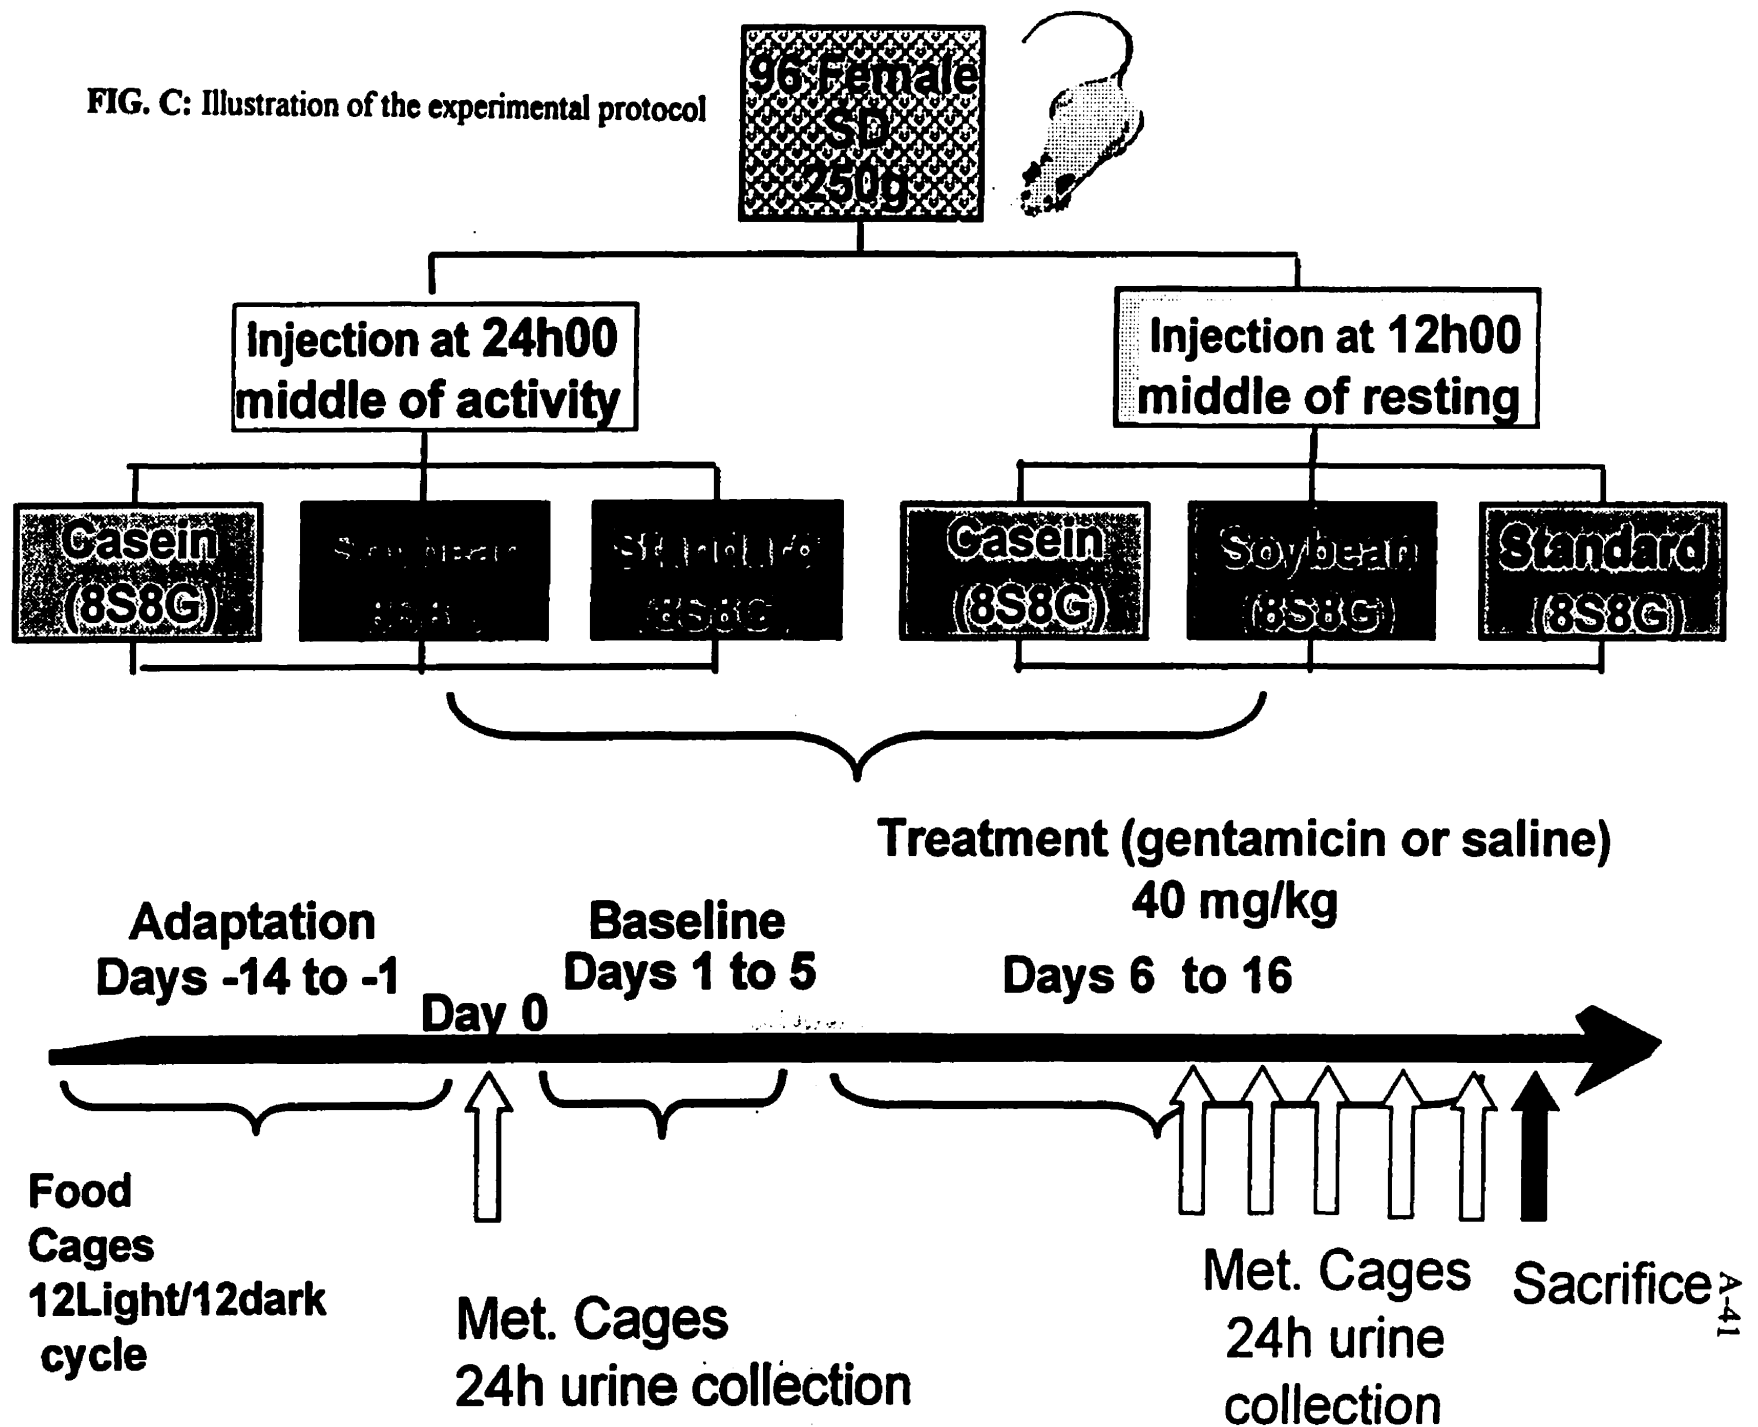 FIG. C: Illustration of the experimental protocol
96 Female
SD
250g
Injection at 24h00
middle of activity
Injection at 12h00
middle of resting
Casein
(8S8G)
Soybean
Standard
(8S8G)
Casein
(8S8G)
Soybean
(8S8G)
Standard
(8S8G)
Treatment (gentamicin or saline)
40 mg/kg
Adaptation
Days -14 to -1
Baseline
Days 1 to 5
Days 6 to 16
Day 0
Food
Cages
12Light/12dark
cycle
Met. Cages
24h urine collection
Met. Cages
24h urine
collection
Sacrifice
A-41